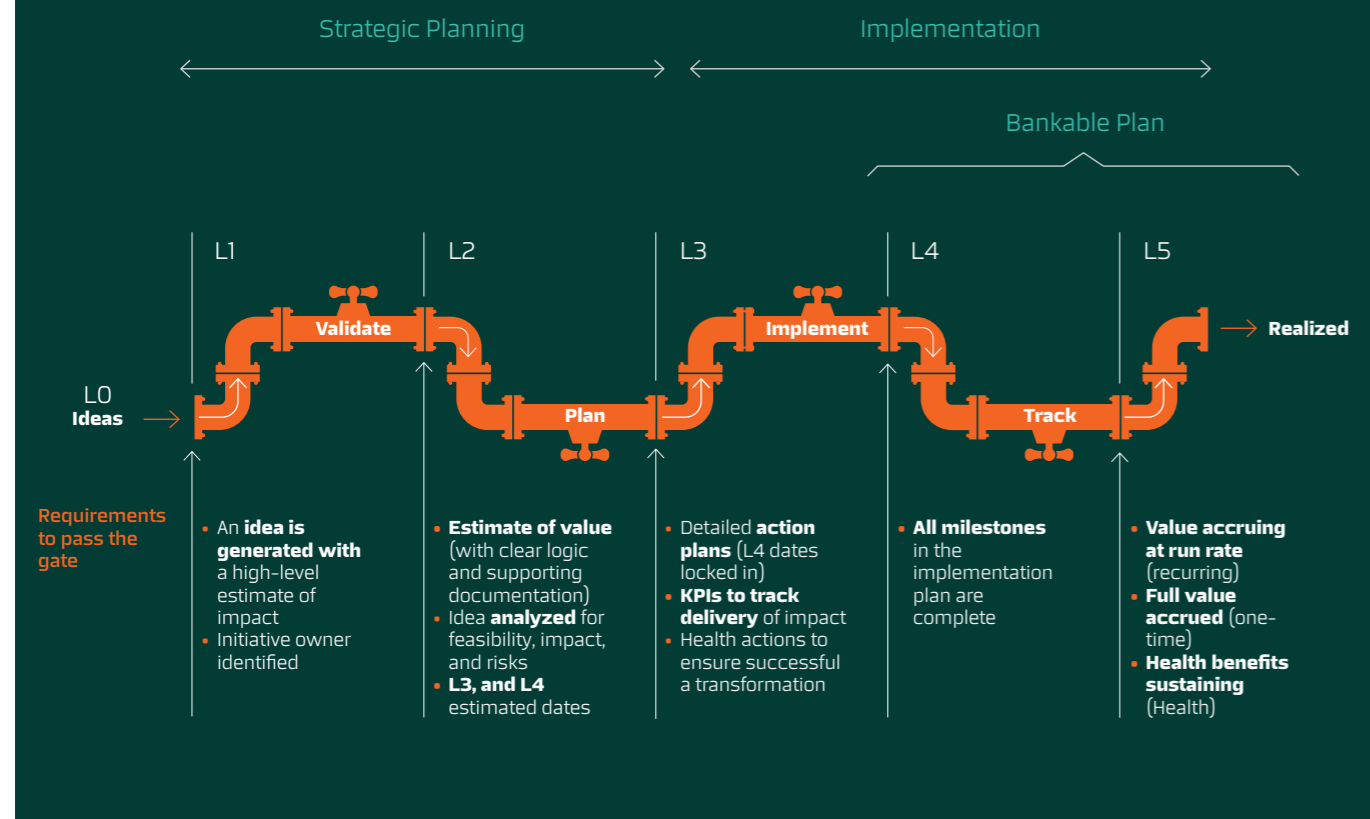 Strategic Planning
Implementation
Bankable Plan
L1
L2
L3
L4
L5
Validate
Implement
Realized
L0
Ideas
Plan
Track
Requirements
to pass the
gate
• An idea is
generated with
a high-level
estimate of
impact
• Initiative owner
identified
• Estimate of value
(with clear logic
and supporting
documentation)
• Idea analyzed for
feasibility, impact,
and risks
• L3, and L4
estimated dates
• Detailed action
plans (L4 dates
locked in)
• KPIs to track
delivery of impact
• Health actions to
ensure successful
a transformation
• All milestones
in the
implementation
plan are
complete
• Value accruing
at run rate
(recurring)
• Full value
accrued (one-
time)
• Health benefits
sustaining
(Health)